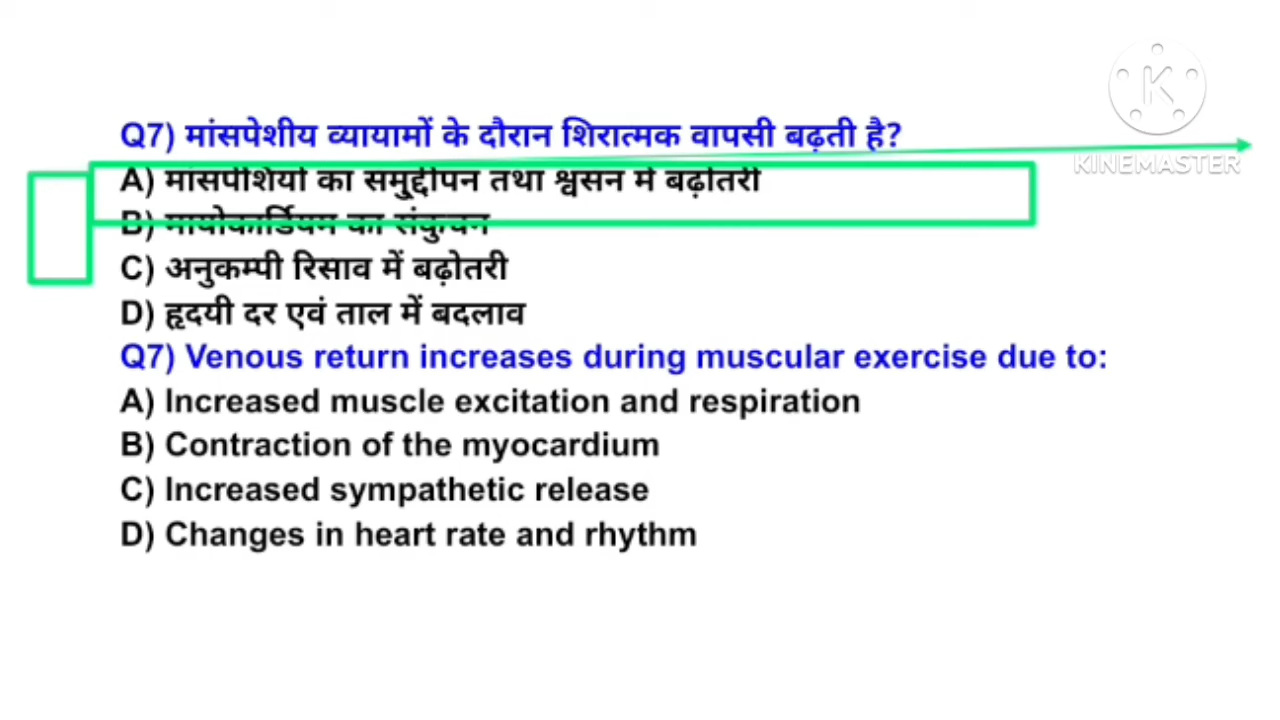 Q7) मांसपेशीय व्यायामों के दौरान शिरात्मक वापसी बढ़ती है?
A) मांसपेशियों का समुद्दीपन तथा श्वसन में बढ़ोतरी
B) मायोकार्डियम का संकुचन
C) अनुकम्पी रिसाव में बढ़ोतरी
D) हृदयी दर एवं ताल में बदलाव
Q7) Venous return increases during muscular exercise due to:
A) Increased muscle excitation and respiration
B) Contraction of the myocardium
C) Increased sympathetic release
D) Changes in heart rate and rhythm
K
KINEMASTER